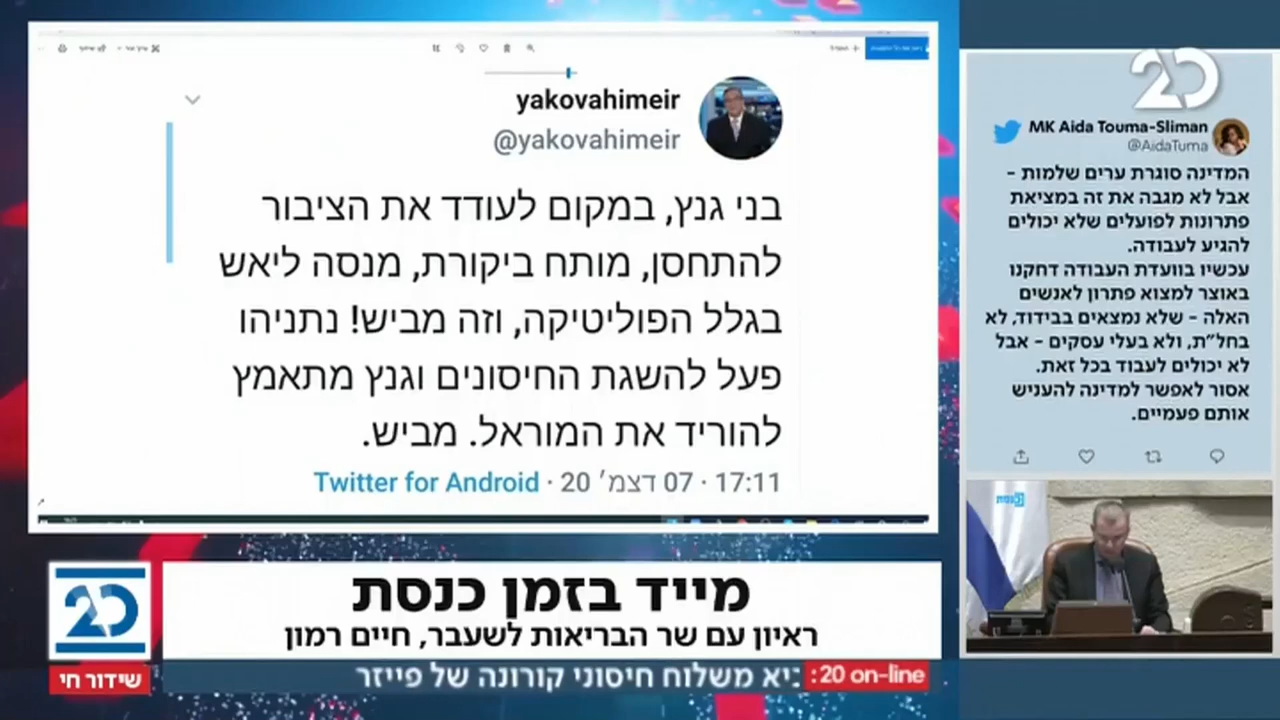 yakovahimeir
@yakovahimeir
בני גנץ, במקום לעודד את הציבור
להתחסן, מותח ביקורת, מנסה ליאש
בגלל הפוליטיקה, וזה מביש! נתניהו
פעל להשגת החיסונים וגנץ מתאמץ
להוריד את המוראל. מביש.
17:11 · 07 דצמ׳ 20 · Twitter for Android
20
MK Aida Touma-Sliman
@AidaTuma
המדינה סוגרת ערים שלמות -
אבל לא מגבה את זה במציאת
פתרונות לפועלים שלא יכולים
להגיע לעבודה.
עכשיו בוועדת העבודה דחקנו
באוצר למצוא פתרון לאנשים
האלה - שלא נמצאים בבידוד, לא
בחל״ת, ולא בעלי עסקים - אבל
לא יכולים לעבוד בכל זאת.
אסור לאפשר למדינה להעניש
אותם פעמיים.
20
מייד בזמן כנסת
ראיון עם שר הבריאות לשעבר, חיים רמון
שידור חי
20 on-line:
משלוח חיסוני קורונה של פייזר